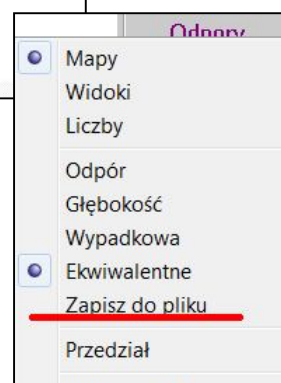 Odpory
Mapy
Widoki
Liczby
Odpór
Głębokość
Wypadkowa
Ekwiwalentne
Zapisz do pliku
Przedział